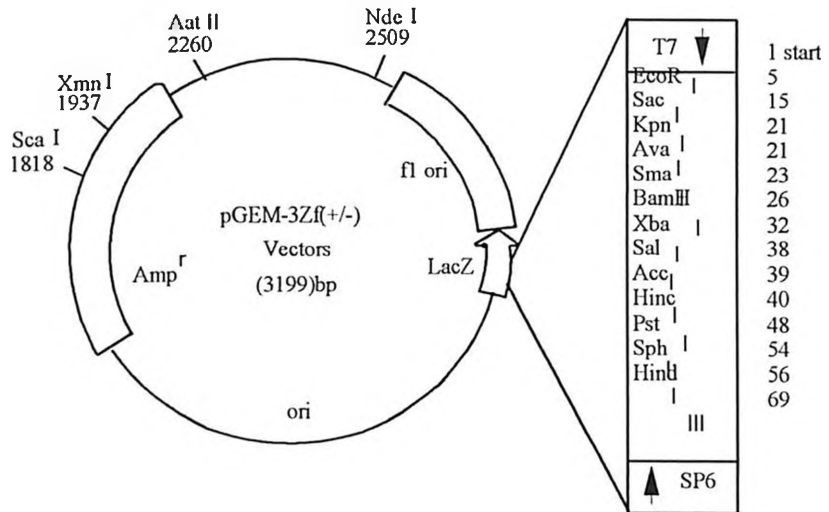 Nde I
2509
Aat II
2260
Xmn I
1937
Sca I
1818
f1 ori
pGEM-3Zf(+/-)
Vectors
(3199)bp
LacZ
Amp r
ori
T7
1 start
EcoR I
5
Sac I
15
Kpn I
21
Ava I
21
Sma I
23
BamH I
26
Xba I
32
Sal I
38
Acc I
39
Hinc II
40
Pst I
48
Sph I
54
Hind III
56
69
SP6